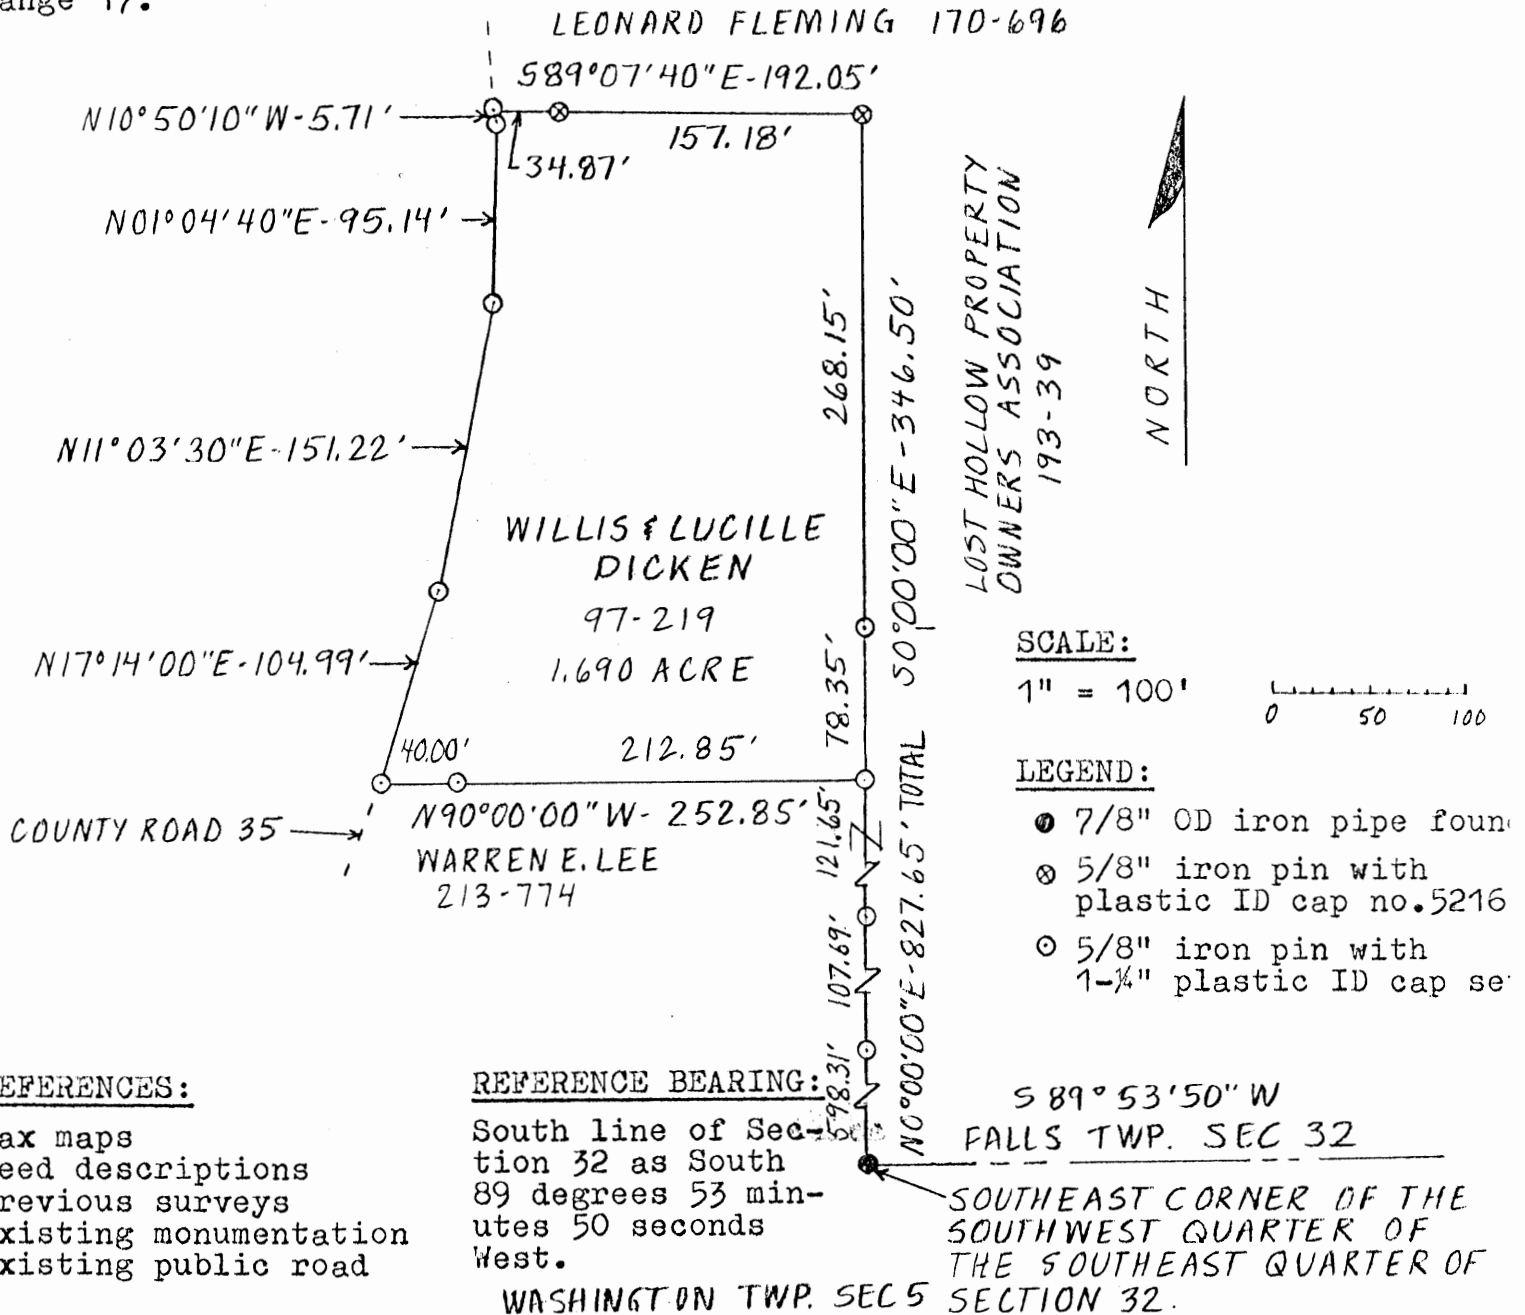 ange 17.
LEONARD FLEMING 170-696
S89°07'40"E-192.05'
N10°50'10"W-5.71'
157.18'
34.87'
N01°04'40"E-95.14'
N11°03'30"E-151.22'
268.15'
S0°00'00"E-346.50'
LOST HOLLOW PROPERTY
OWNERS ASSOCIATION
193-39
NORTH
WILLIS & LUCILLE
DICKEN
97-219
1.690 ACRE
N17°14'00"E-104.99'
78.35'
40.00'
212.85'
N90°00'00"W- 252.85'
COUNTY ROAD 35
WARREN E. LEE
213-774
121.65'
107.69'
598.31'
N0°00'00"E-827.65' TOTAL
SCALE:
1" = 100'
0 50 100
LEGEND:
7/8" OD iron pipe foun
5/8" iron pin with
plastic ID cap no.5216
5/8" iron pin with
1-¼" plastic ID cap se
EFERENCES:
ax maps
eed descriptions
revious surveys
xisting monumentation
xisting public road
REFERENCE BEARING:
South line of Sec-
tion 32 as South
89 degrees 53 min-
utes 50 seconds
West.
S 89°53'50" W
FALLS TWP. SEC 32
SOUTHEAST CORNER OF THE
SOUTHWEST QUARTER OF
THE SOUTHEAST QUARTER OF
SECTION 32.
WASHINGTON TWP. SEC 5